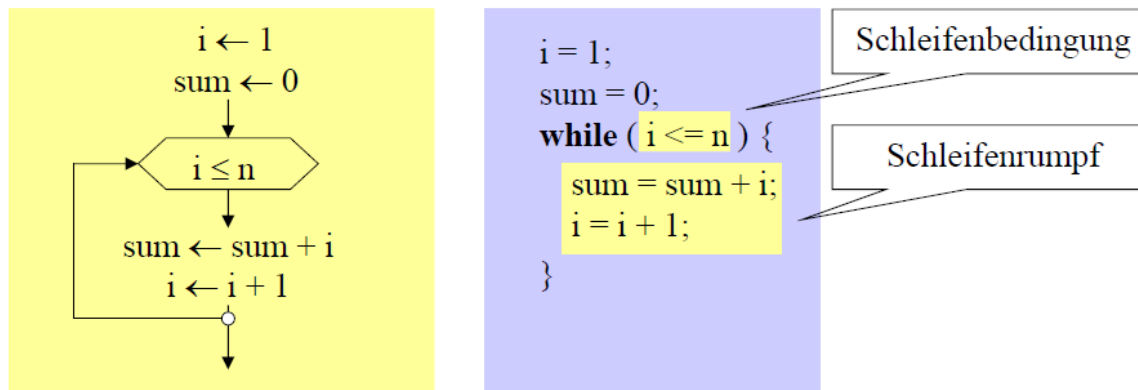 i ← 1
sum ← 0
i ≤ n
sum ← sum + i
i ← i + 1
i = 1;
sum = 0;
while ( i <= n ) {
sum = sum + i;
i = i + 1;
}
Schleifenbedingung
Schleifenrumpf